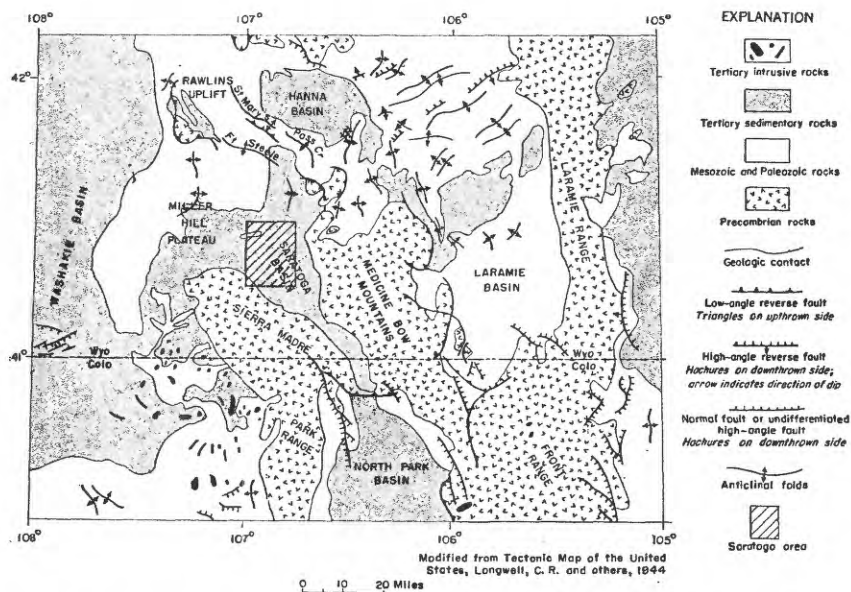 108°
107°
106°
105°
42°
RAWLINS
UPLIFT
HANNA
BASIN
St Mary's
Pass
Ft Steele
WASHAKIE BASIN
MILLER
HILL
PLATEAU
SARATOGA
BASIN
MEDICINE BOW
MOUNTAINS
LARAMIE
BASIN
LARAMIE RANGE
SIERRA MADRE
41°
Wyo
Colo
Wyo
Colo
PARK
RANGE
NORTH PARK
BASIN
FRONT
RANGE
108°
107°
106°
105°
Modified from Tectonic Map of the United
States, Longwell, C. R. and others, 1944
0 10 20 Miles
EXPLANATION
Tertiary intrusive rocks
Tertiary sedimentary rocks
Mesozoic and Paleozoic rocks
Precambrian rocks
Geologic contact
Low-angle reverse fault
Triangles on upthrown side
High-angle reverse fault
Hachures on downthrown side;
arrow indicates direction of dip
Normal fault or undifferentiated
high-angle fault
Hachures on downthrown side
Anticlinal folds
Saratoga area